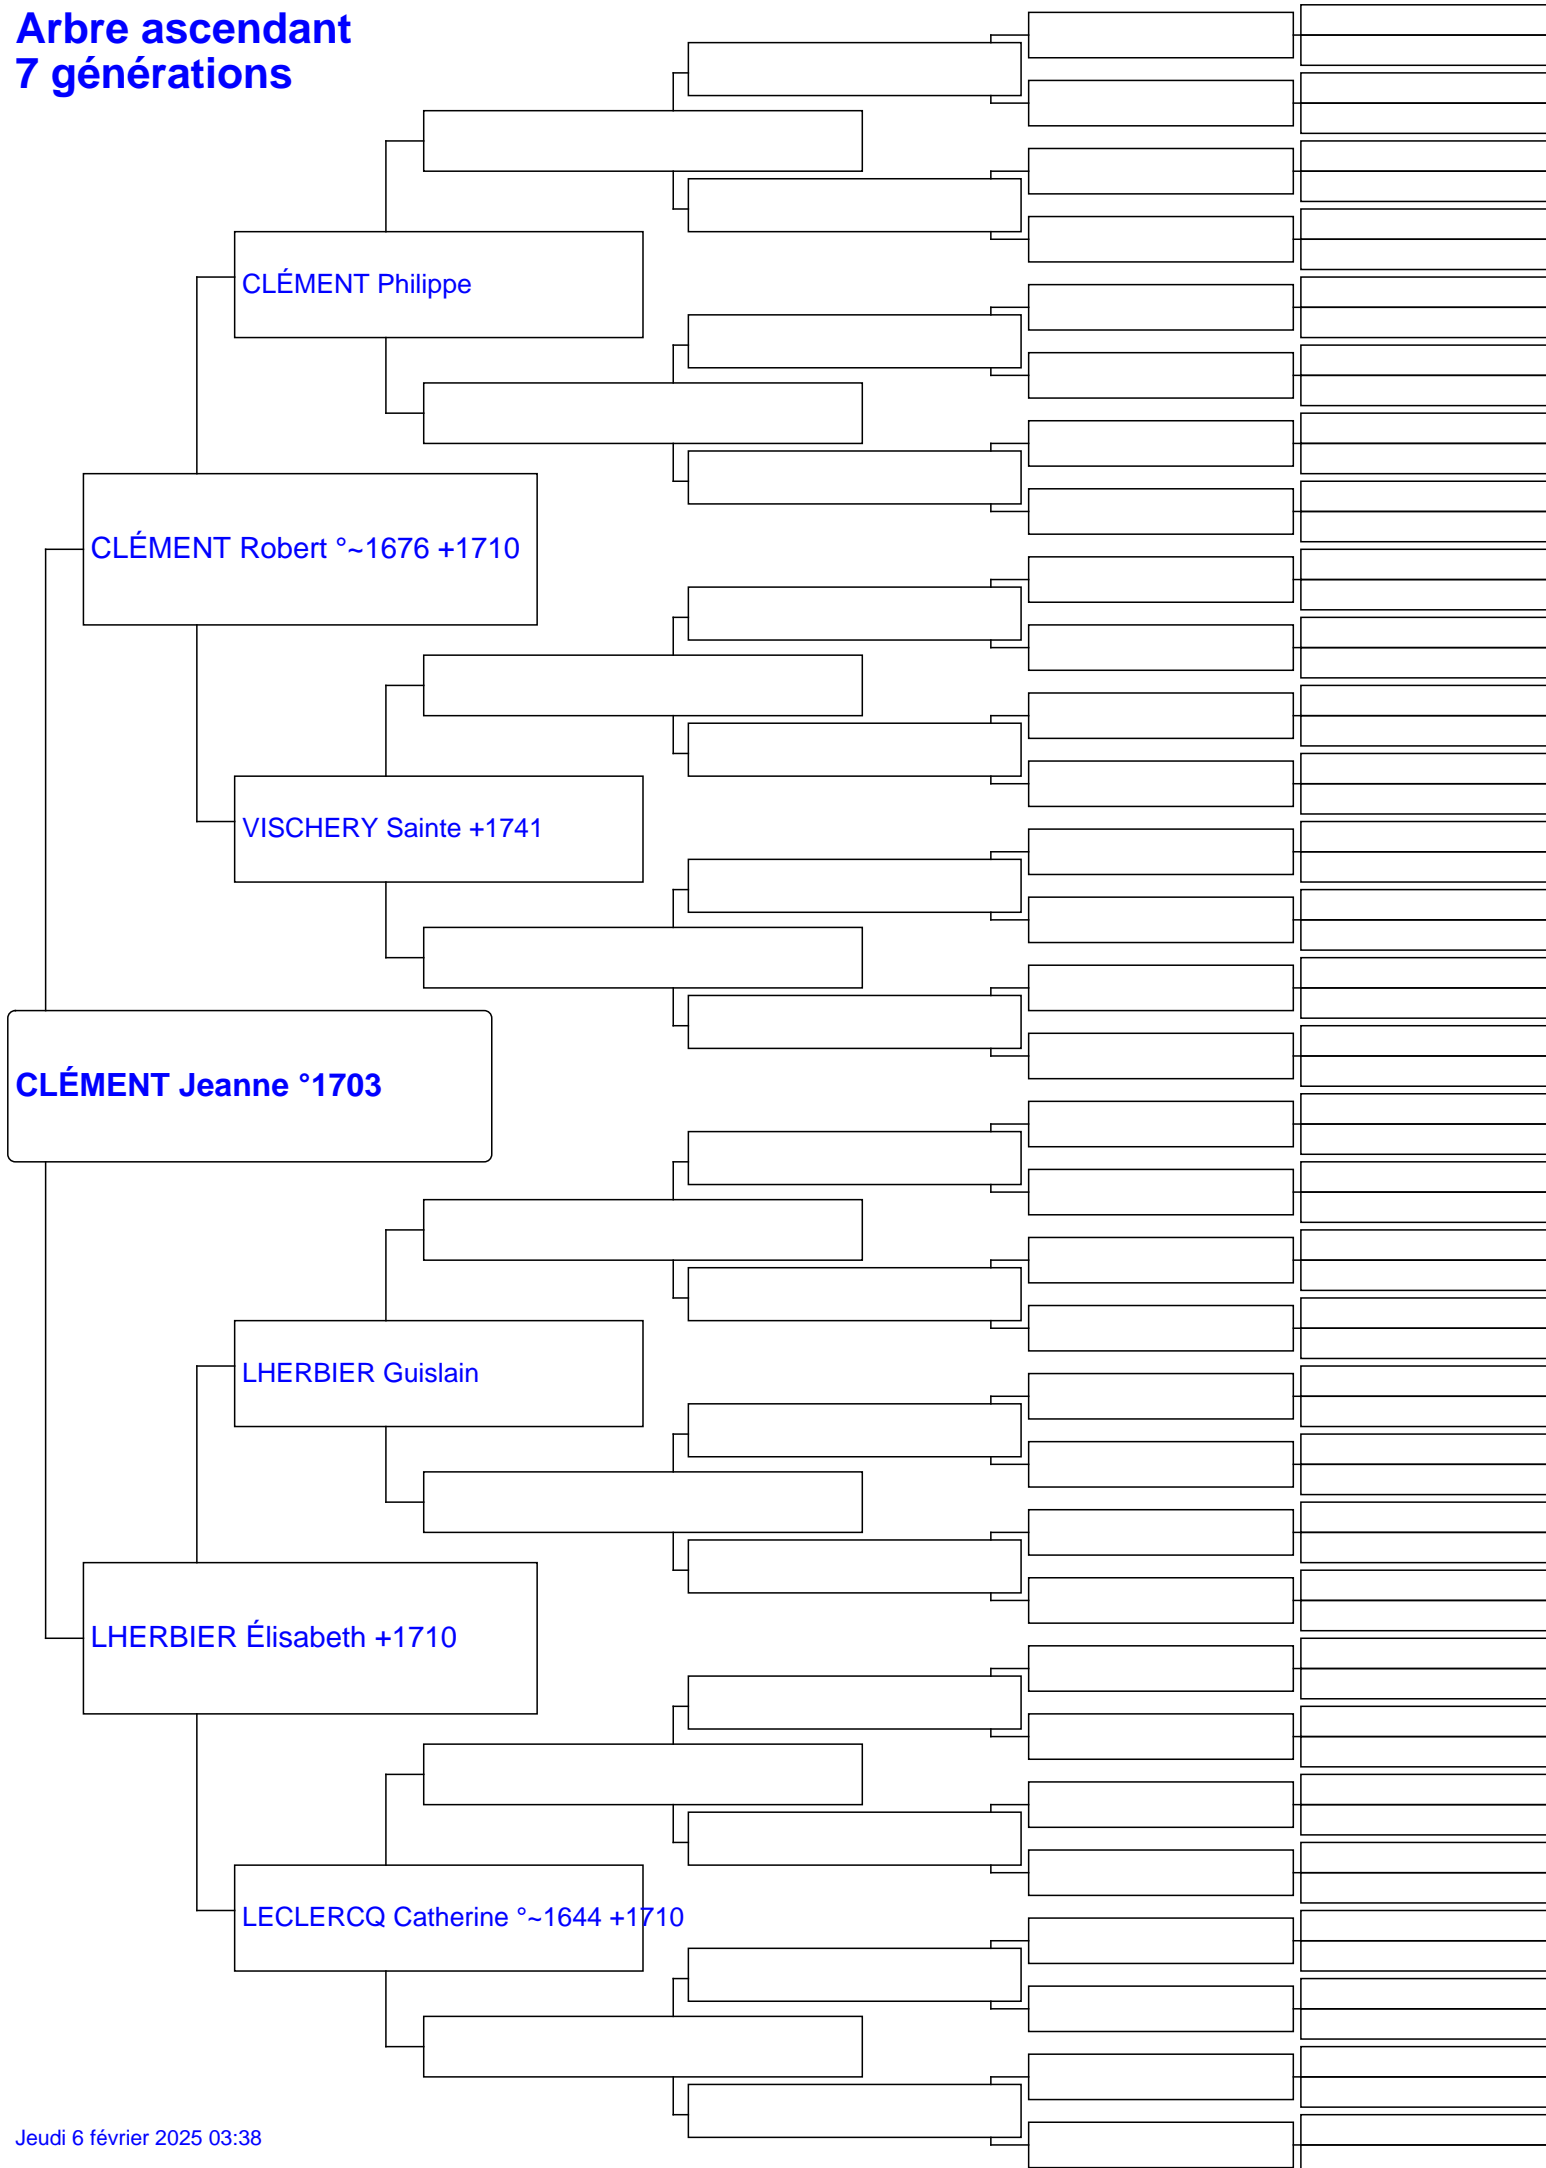 Arbre ascendant
7 générations
CLÉMENT Philippe
CLÉMENT Robert °~1676 +1710
VISCHERY Sainte +1741
CLÉMENT Jeanne °1703
LHERBIER Guislain
LHERBIER Élisabeth +1710
LECLERCQ Catherine °~1644 +1710
Jeudi 6 février 2025 03:38